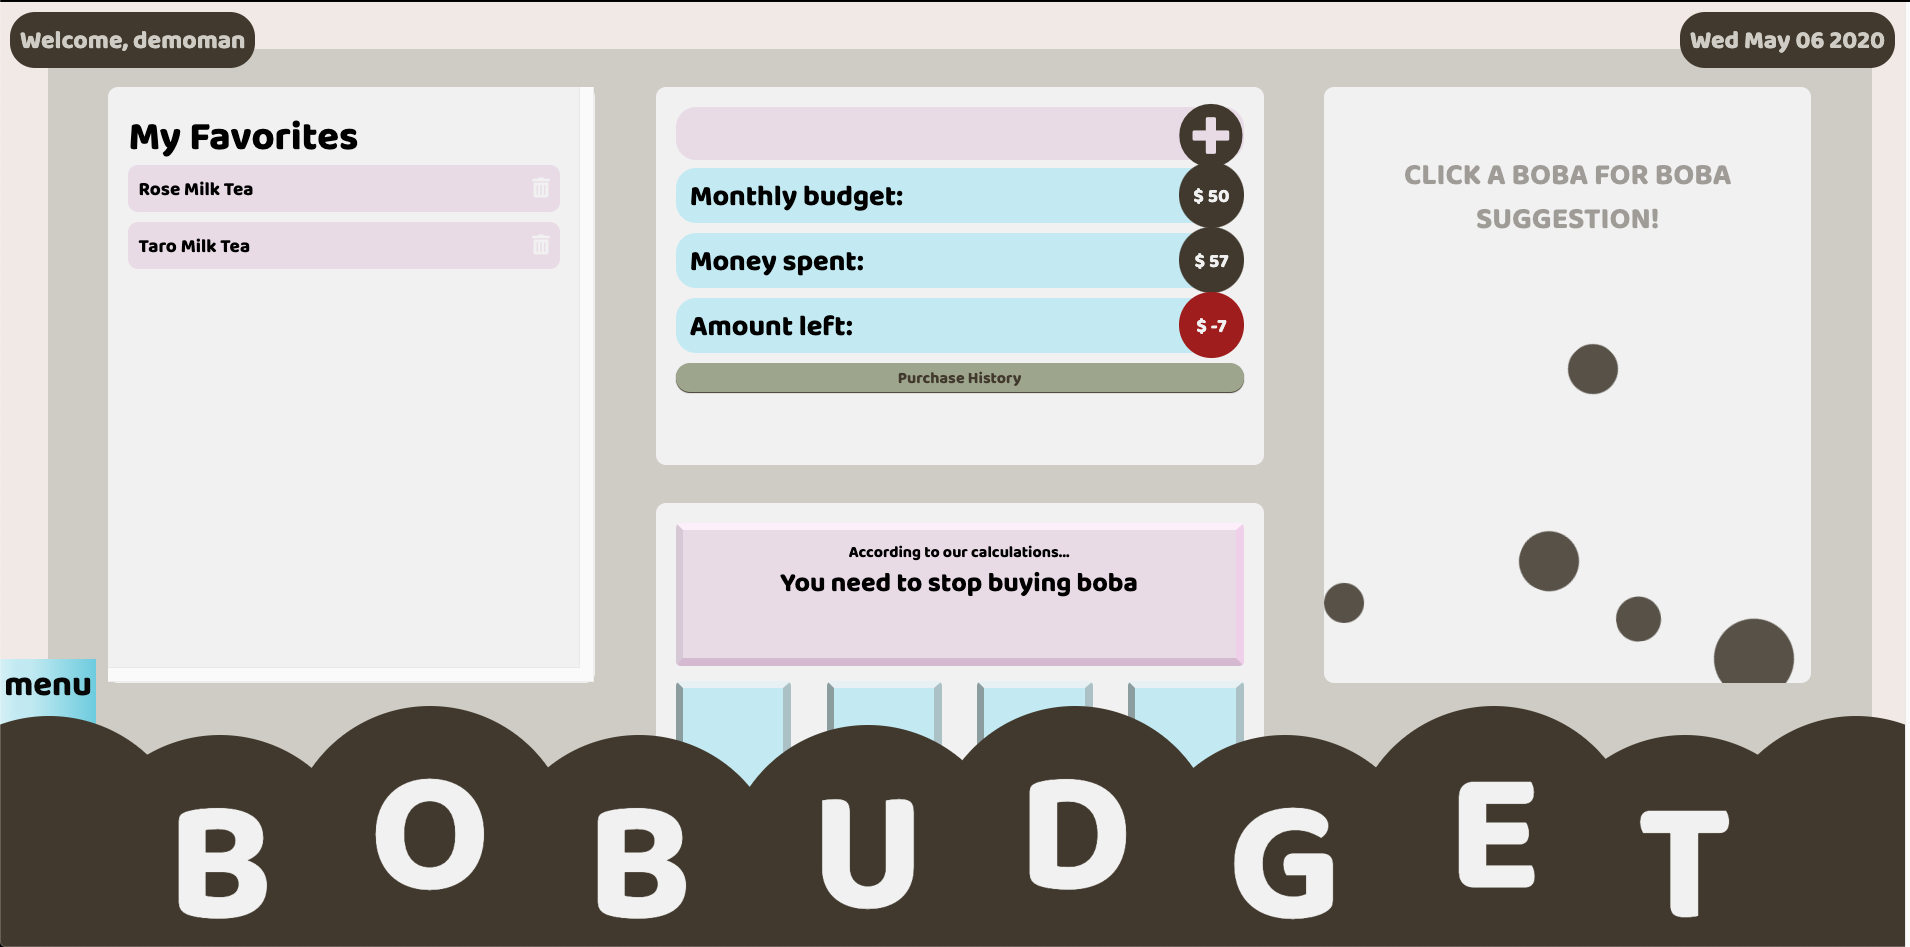 Welcome, demoman
Wed May 06 2020
My Favorites
Rose Milk Tea
Taro Milk Tea
Monthly budget:
$ 50
Money spent:
$ 57
Amount left:
$ -7
Purchase History
According to our calculations...
You need to stop buying boba
CLICK A BOBA FOR BOBA
SUGGESTION!
menu
BOBUDGET